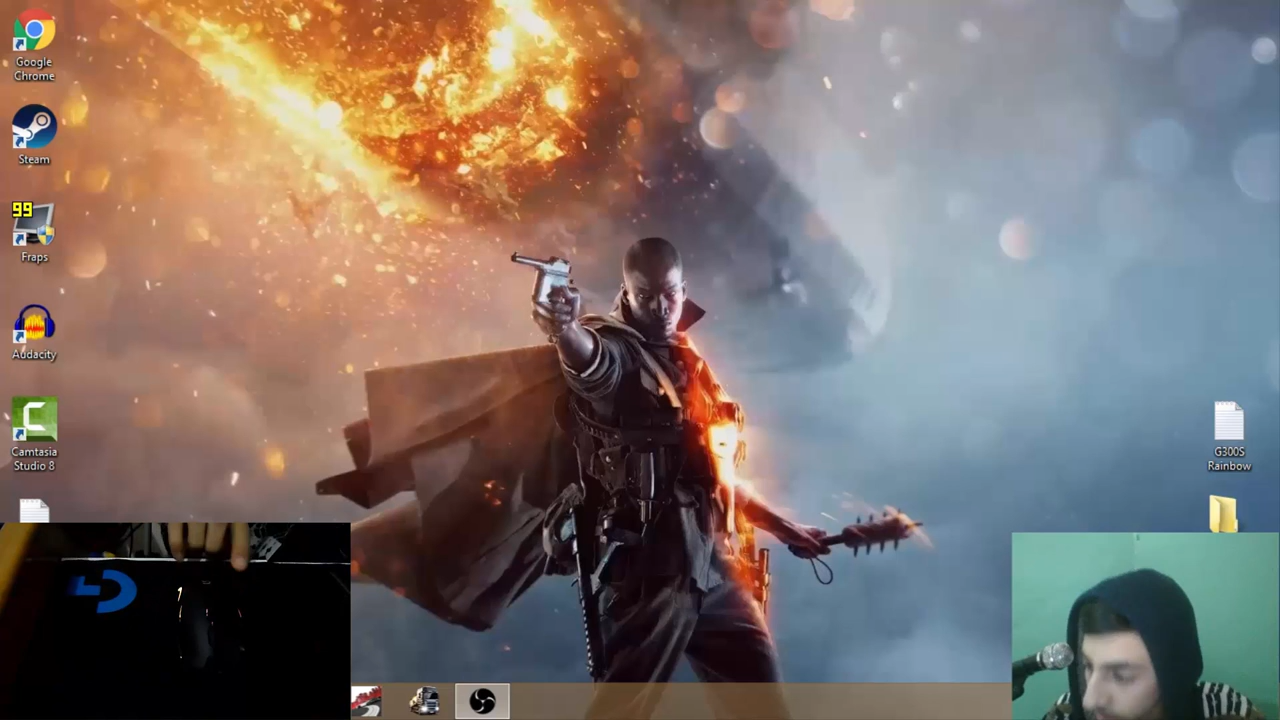 Google
Chrome
Steam
99
Fraps
Audacity
Camtasia
Studio 8
G300S
Rainbow